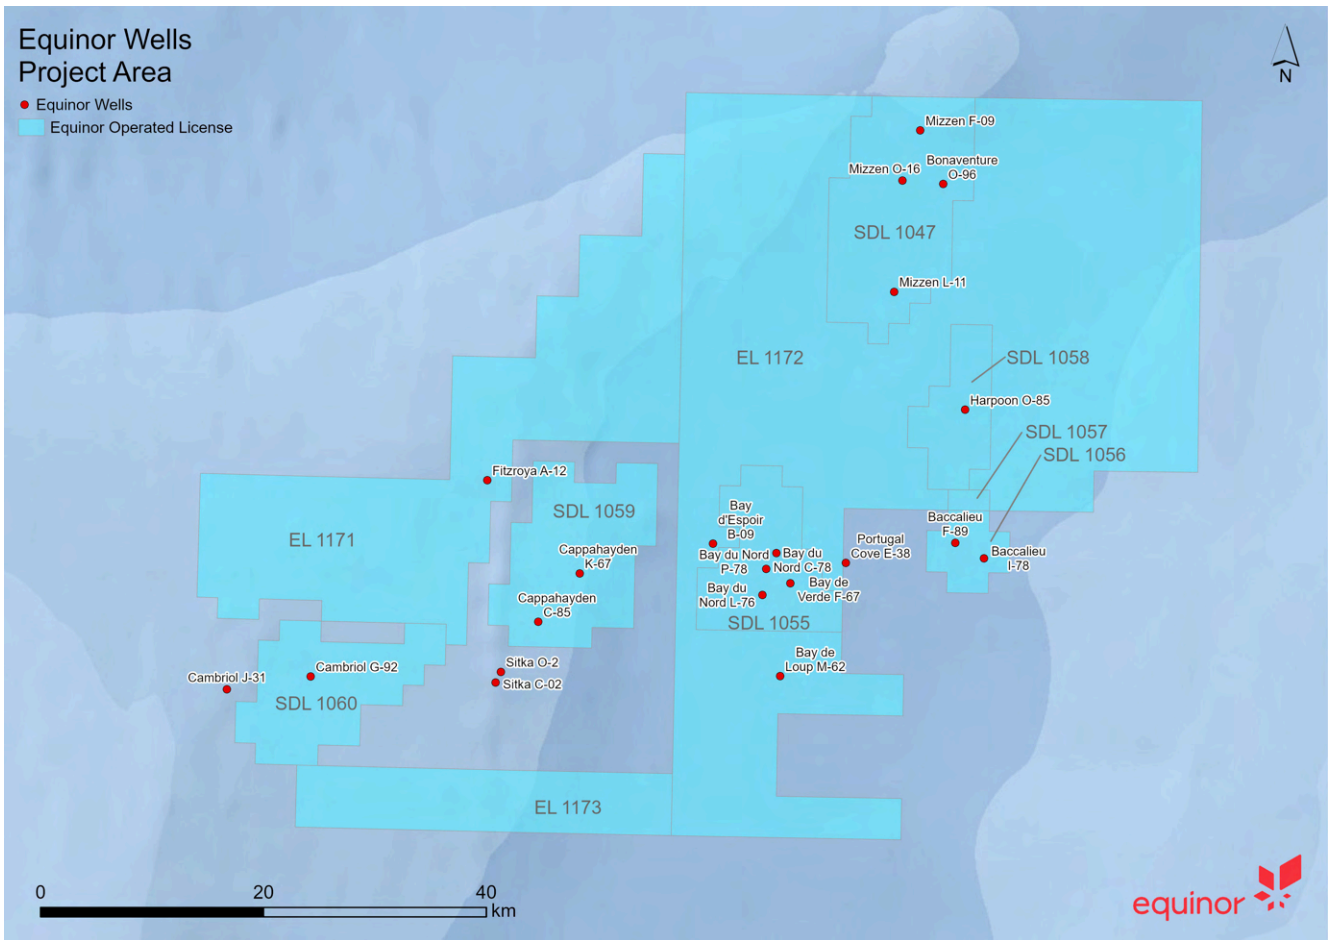 Equinor Wells
Project Area
Equinor Wells
Equinor Operated License
N
Mizzen F-09
Mizzen O-16
Bonaventure
O-96
SDL 1047
Mizzen L-11
EL 1172
SDL 1058
Harpoon O-85
SDL 1057
SDL 1056
Fitzroya A-12
SDL 1059
EL 1171
Bay
d'Espoir
B-09
Baccalieu
F-89
Baccalieu
I-78
Portugal
Cove E-38
Cappahayden
K-67
Bay du Nord
P-78
Bay du
Nord C-78
Bay du
Nord L-76
Bay de
Verde F-67
Cappahayden
C-85
SDL 1055
Bay de
Loup M-62
Sitka O-2
Sitka C-02
Cambriol G-92
Cambriol J-31
SDL 1060
EL 1173
0
20
40
km
equinor